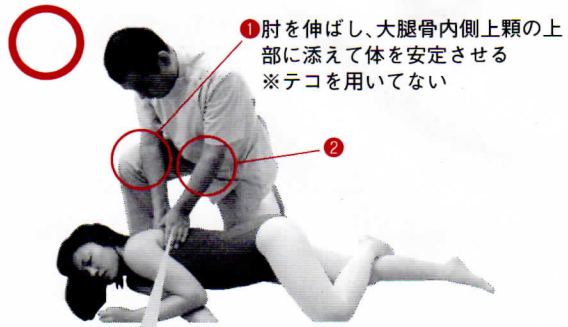 ❶肘を伸ばし、大腿骨内側上顆の上
部に添えて体を安定させる
※テコを用いてない
❷